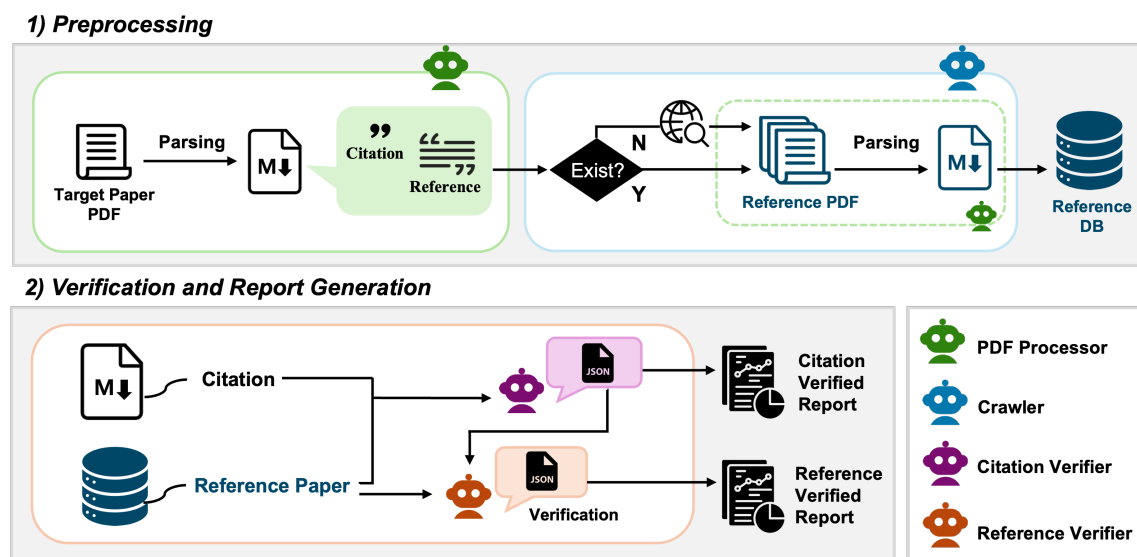 1) Preprocessing
Target Paper
PDF
Parsing
M
Citation
Reference
Exist?
N
Y
Reference PDF
Parsing
M
Reference
DB
2) Verification and Report Generation
M
Citation
Reference Paper
JSON
JSON
Verification
Citation
Verified
Report
Reference
Verified
Report
PDF Processor
Crawler
Citation Verifier
Reference Verifier